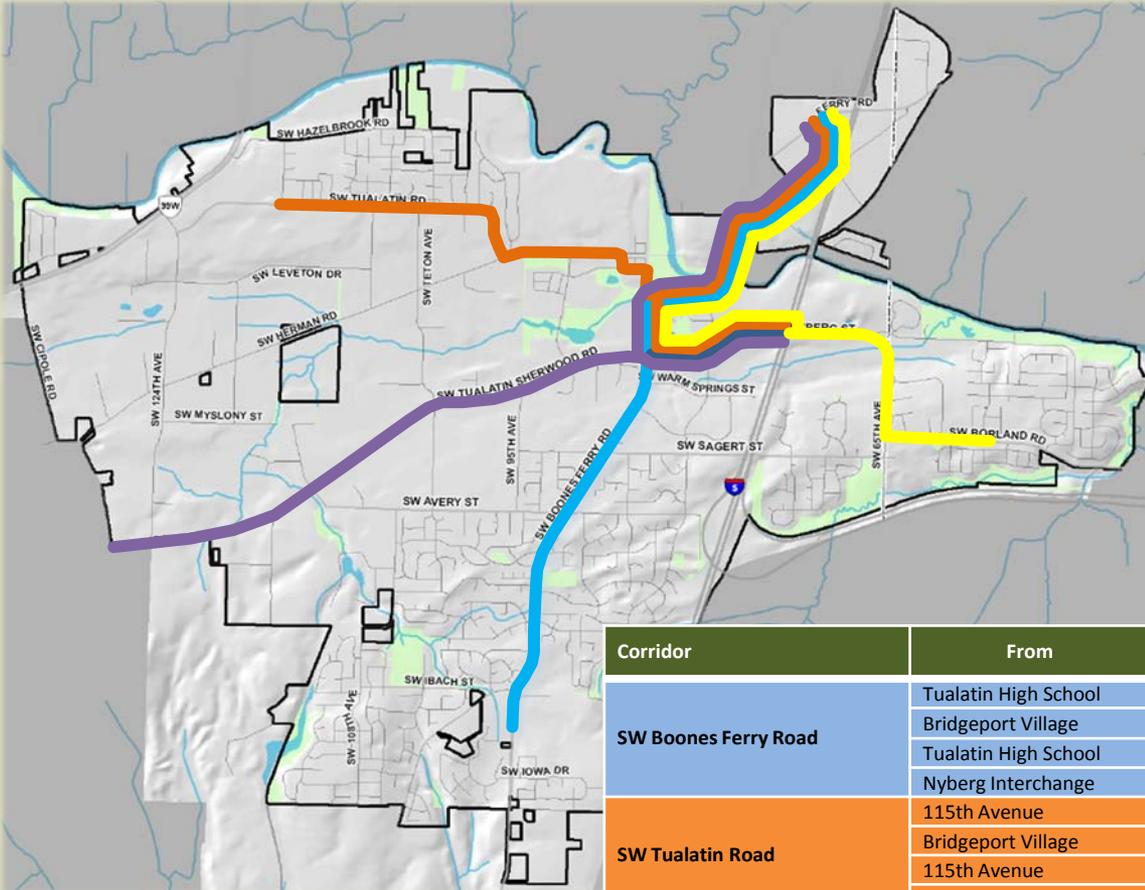 FERRY RD
SW HAZELBROOK RD
SW TUALATIN RD
99W
SW TETON AVE
SW LEVETON DR
SW HERMAN RD
SW CIPOLE RD
SW 124TH AVE
SW TUALATIN SHERWOOD RD
SW WARM SPRINGS ST
SW MYSLONY ST
SW 95TH AVE
SW SAGERT ST
SW 65TH AVE
SW BORLAND RD
SW BOONES FERRY RD
5
SW AVERY ST
SW IBACH ST
SW 108TH AVE
SW IOWA DR
Corridor From
SW Boones Ferry Road
Tualatin High School
Bridgeport Village
Tualatin High School
Nyberg Interchange
SW Tualatin Road
115th Avenue
Bridgeport Village
115th Avenue